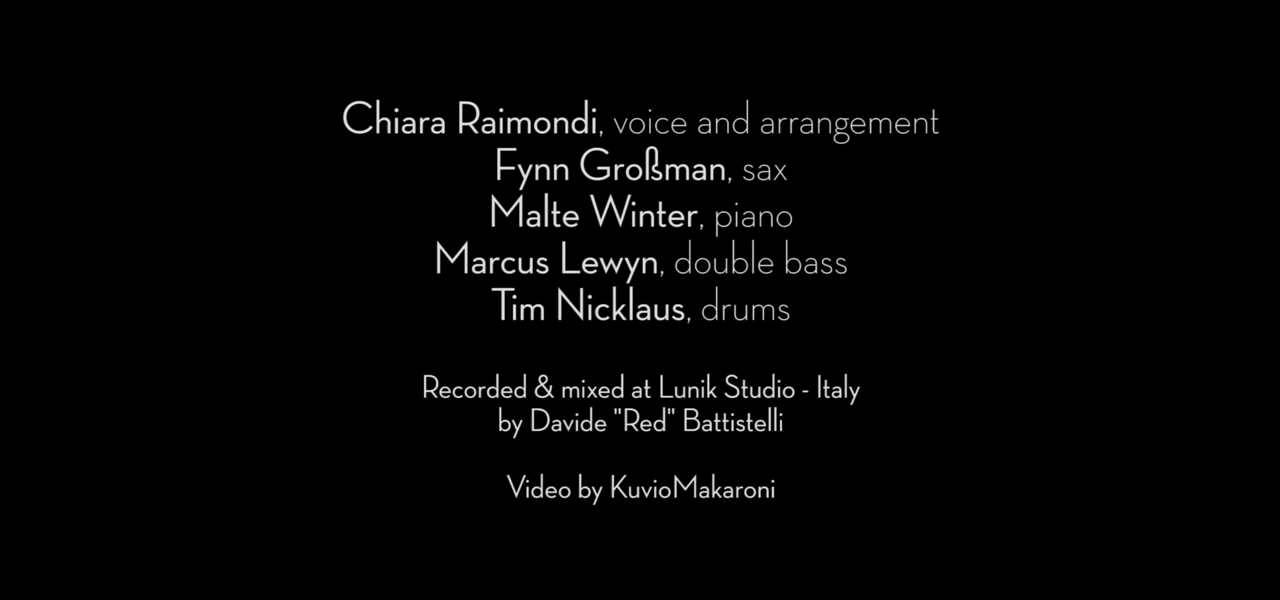 Chiara Raimondi, voice and arrangement
Fynn Großman, sax
Malte Winter, piano
Marcus Lewyn, double bass
Tim Nicklaus, drums
Recorded & mixed at Lunik Studio - Italy
by Davide "Red" Battistelli
Video by KuvioMakaroni